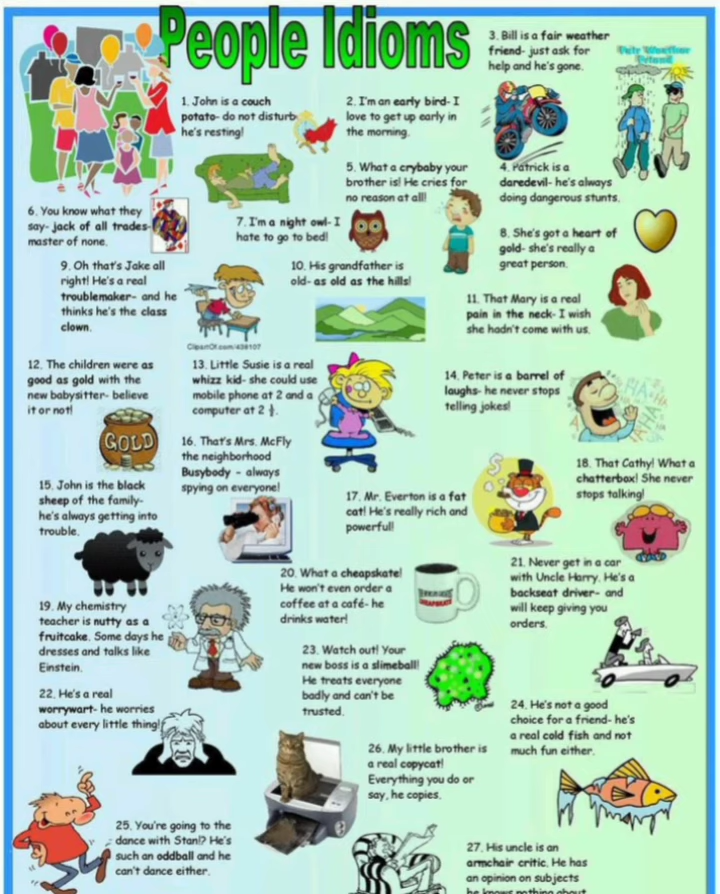 People Idioms
3. Bill is a fair weather
friend- just ask for
help and he's gone.
Fair Weather
Friend
1. John is a couch
potato- do not disturb-
he's resting!
2. I'm an early bird- I
love to get up early in
the morning.
5. What a crybaby your
brother is! He cries for
no reason at all!
4. Patrick is a
daredevil- he's always
doing dangerous stunts.
6. You know what they
say- jack of all trades-
master of none.
7. I'm a night owl- I
hate to go to bed!
8. She's got a heart of
gold- she's really a
great person.
9. Oh that's Jake all
right! He's a real
troublemaker- and he
thinks he's the class
clown.
ClipartOf.com/439107
10. His grandfather is
old- as old as the hills!
11. That Mary is a real
pain in the neck- I wish
she hadn't come with us.
12. The children were as
good as gold with the
new babysitter- believe
it or not!
GOLD
13. Little Susie is a real
whizz kid- she could use
mobile phone at 2 and a
computer at 2 ½.
14. Peter is a barrel of
laughs- he never stops
telling jokes!
HA HA HA
15. John is the black
sheep of the family-
he's always getting into
trouble.
16. That's Mrs. McFly
the neighborhood
Busybody - always
spying on everyone!
17. Mr. Everton is a fat
cat! He's really rich and
powerful!
$
18. That Cathy! What a
chatterbox! She never
stops talking!
19. My chemistry
teacher is nutty as a
fruitcake. Some days he
dresses and talks like
Einstein.
20. What a cheapskate!
He won't even order a
coffee at a café- he
drinks water!
CHEAPSKATE
21. Never get in a car
with Uncle Harry. He's a
backseat driver- and
will keep giving you
orders.
22. He's a real
worrywart- he worries
about every little thing!
23. Watch out! Your
new boss is a slimeball!
He treats everyone
badly and can't be
trusted.
24. He's not a good
choice for a friend- he's
a real cold fish and not
much fun either.
25. You're going to the
dance with Stan!? He's
such an oddball and he
can't dance either.
26. My little brother is
a real copycat!
Everything you do or
say, he copies.
27. His uncle is an
armchair critic. He has
an opinion on subjects
he knows nothing about